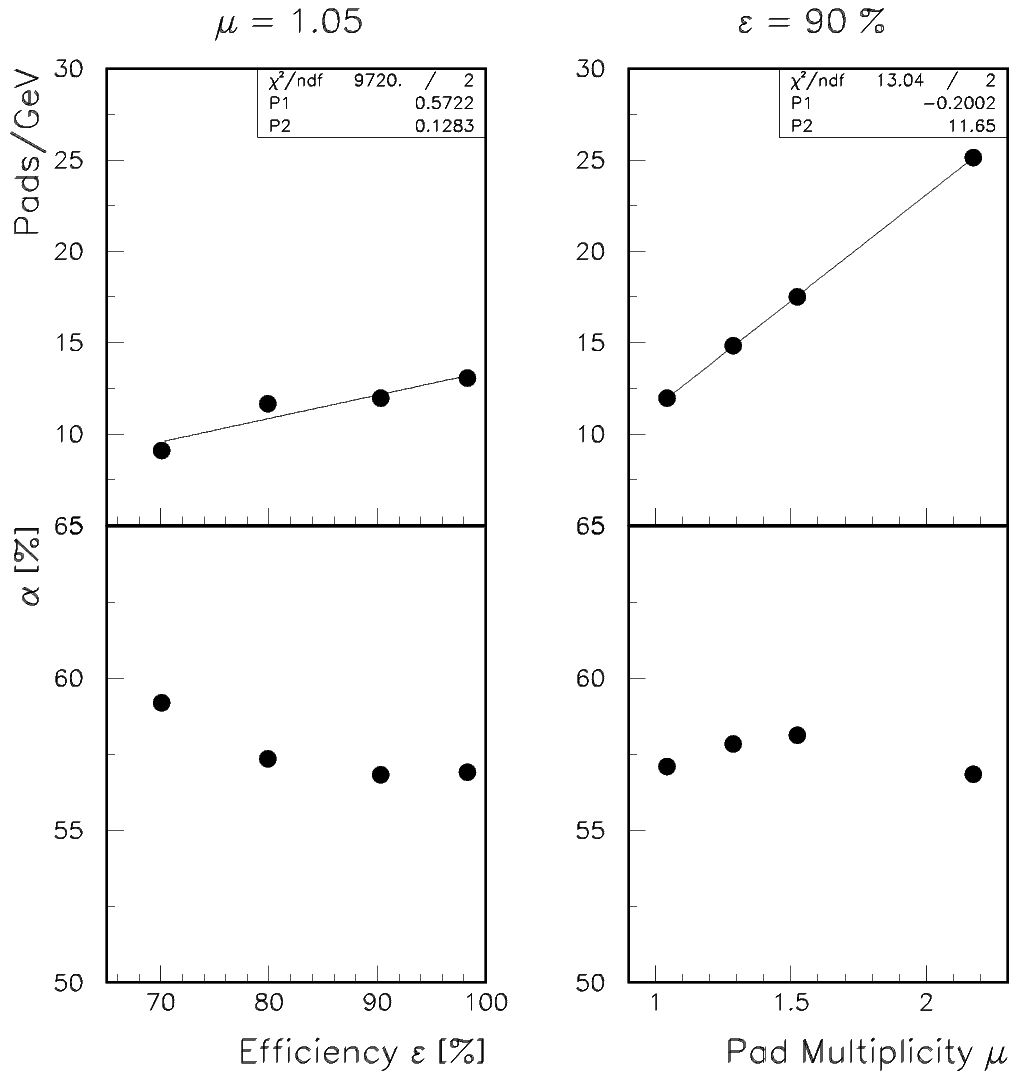 μ = 1.05
ε = 90 %
Pads/GeV
30
25
20
15
10
χ²/ndf 9720. / 2
P1 0.5722
P2 0.1283
30
25
20
15
10
χ²/ndf 13.04 / 2
P1 −0.2002
P2 11.65
α [%]
65
60
55
50
70 80 90 100
Efficiency ε [%]
65
60
55
50
1 1.5 2
Pad Multiplicity μ